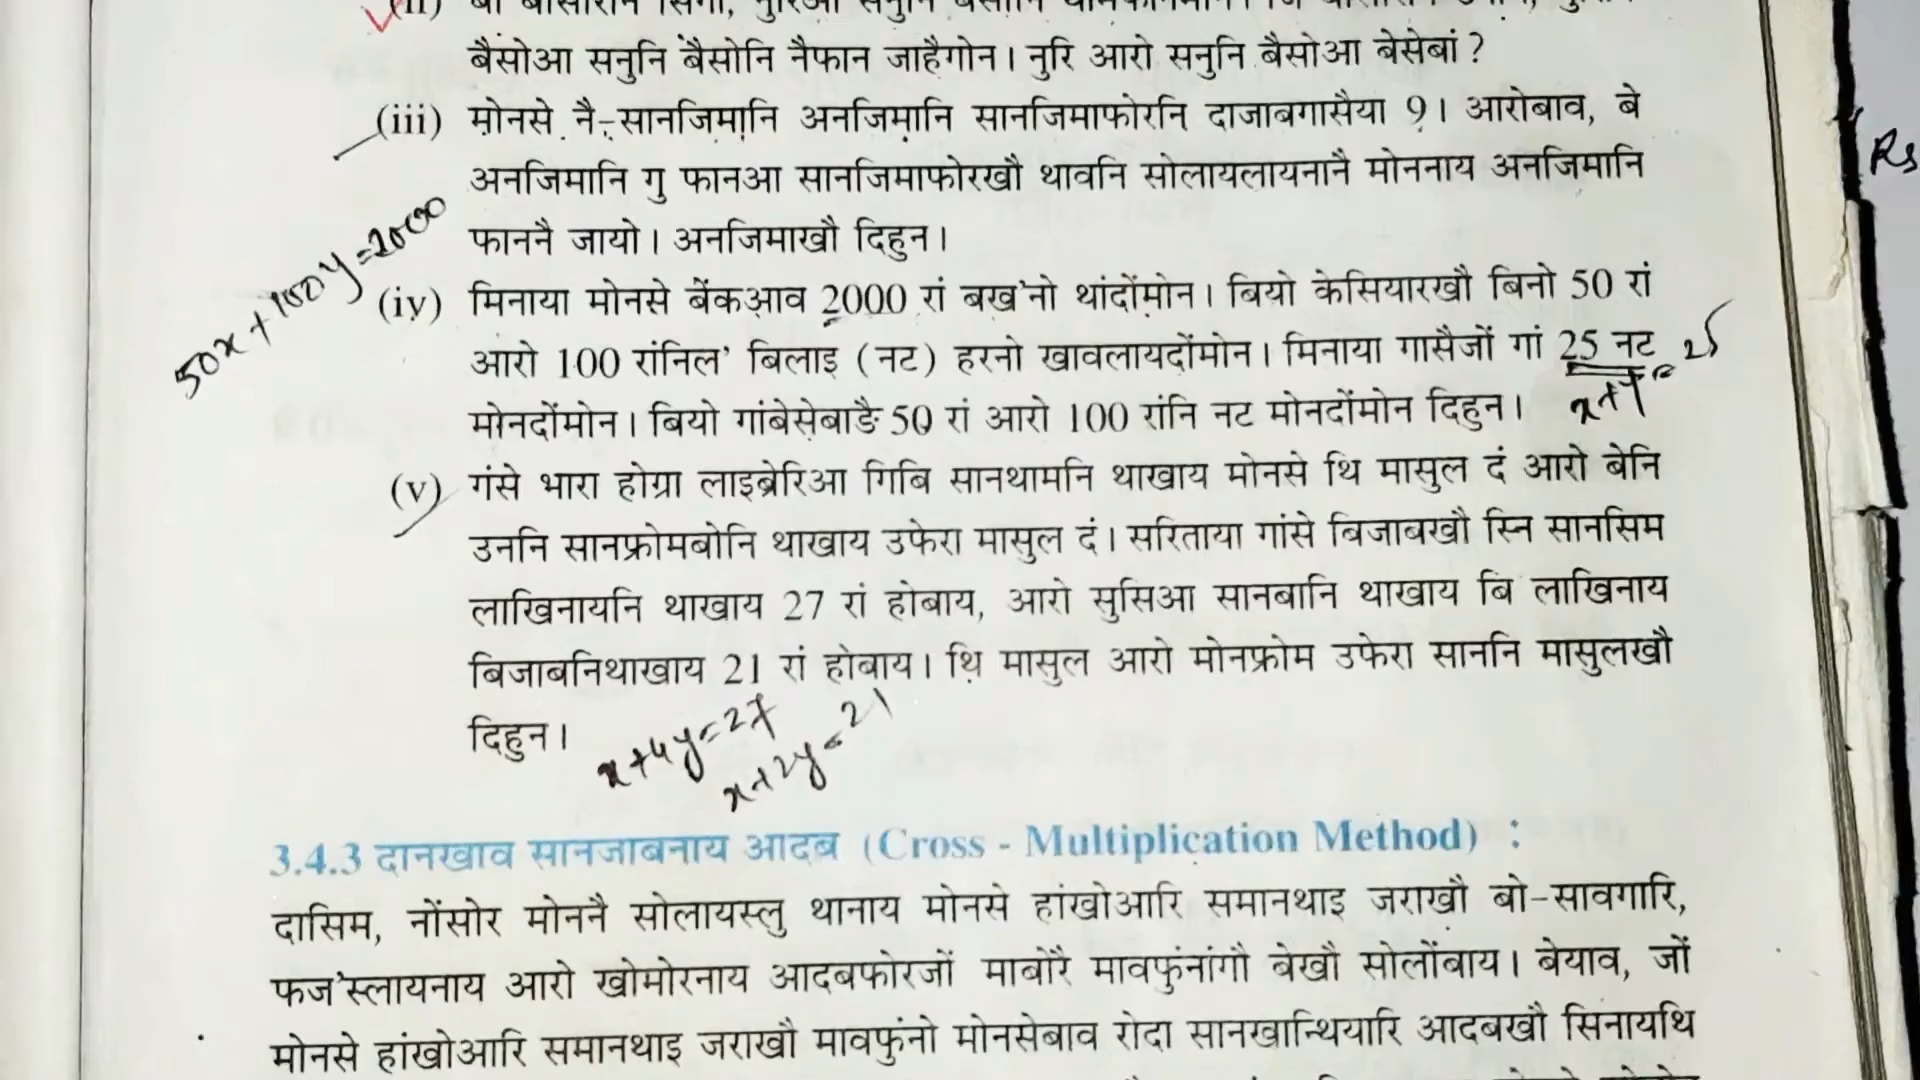 बैसोआ सनुनि बैसोनि नैफान जाहैगोन। नुरि आरो सनुनि बैसोआ बेसेबां?
(iii) मोनसे नै-सानजिमानि अनजिमानि सानजिमाफोरनि दाजाबगासैया 9। आरोबाव, बे
अनजिमानि गु फानआ सानजिमाफोरखौ थावनि सोलायलायनानै मोननाय अनजिमानि
फाननै जायो। अनजिमाखौ दिहुन।
50x + 100y = 2000
(iv) मिनाया मोनसे बेंकआव 2000 रां बख'नो थांदोंमोन। बियो केसियारखौ बिनो 50 रां
आरो 100 रांनिल' बिलाइ (नट) हरनो खावलायदोंमोन। मिनाया गासैजों गां 25 नट
मोनदोंमोन। बियो गांबेसेबाङै 50 रां आरो 100 रांनि नट मोनदोंमोन दिहुन।
x+y = 25
(v) गंसे भारा होग्रा लाइब्रेरिआ गिबि सानथामनि थाखाय मोनसे थि मासुल दं आरो बेनि
उननि सानफ्रोमबोनि थाखाय उफेरा मासुल दं। सरिताया गांसे बिजाबखौ स्नि सानसिम
लाखिनायनि थाखाय 27 रां होबाय, आरो सुसिआ सानबानि थाखाय बि लाखिनाय
बिजाबनिथाखाय 21 रां होबाय। थि मासुल आरो मोनफ्रोम उफेरा साननि मासुलखौ
दिहुन।
x+4y=27
x+2y=21
3.4.3 दानखाव सानजाबनाय आदब (Cross - Multiplication Method) :
दासिम, नोंसोर मोननै सोलायस्लु थानाय मोनसे हांखोआरि समानथाइ जराखौ बो-सावगारि,
फज'स्लायनाय आरो खोमोरनाय आदबफोरजों माबोरै मावफुंनांगौ बेखौ सोलोंबाय। बेयाव, जों
मोनसे हांखोआरि समानथाइ जराखौ मावफुंनो मोनसेबाव रोदा सानखान्थियारि आदबखौ सिनायथि
Rs